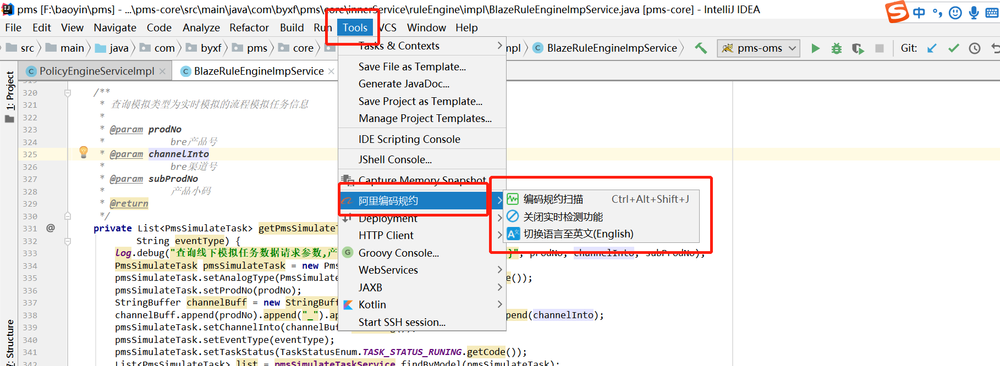 pms [F:\baoyin\pms] - ...\pms-core\src\main\java\com\byxf\pms\core\innerService\ruleEngine\impl\BlazeRuleEngineImpService.java [pms-core] - IntelliJ IDEA
中
File Edit View Navigate Code Analyze Refactor Build Run Tools VCS Window Help
src main java com byxf pms core mpl BlazeRuleEngineImpService pms-oms Git:
PolicyEngineServiceImpl BlazeRuleEngineImpService
1: Project
7: Structure
Tasks & Contexts
Save File as Template...
Generate JavaDoc...
Save Project as Template...
Manage Project Templates...
IDE Scripting Console
JShell Console...
Capture Memory Snapshot
阿里编码规约
Deployment
HTTP Client
Groovy Console...
WebServices
JAXB
Kotlin
Start SSH session...
编码规约扫描 Ctrl+Alt+Shift+J
关闭实时检测功能
切换语言至英文(English)
319
320 /**
321 * 查询模拟类型为实时模拟的流程模拟任务信息
322 *
323 * @param prodNo
324 * bre产品号
325 * @param channelInto
326 * bre渠道号
327 * @param subProdNo
328 * 产品小码
329 * @return
330 */
331 @ private List<PmsSimulateTask> getPmsSimulateT
332 String eventType) {
333 log.debug("查询线下模拟任务数据请求参数,产 }", prodNo, channelInto, subProdNo);
334 PmsSimulateTask pmsSimulateTask = new Pms
335 pmsSimulateTask.setAnalogType(PmsSimulate e());
336 pmsSimulateTask.setProdNo(prodNo);
337 StringBuffer channelBuff = new StringBuff
338 channelBuff.append(prodNo).append("_").ap pend(channelInto);
339 pmsSimulateTask.setChannelInto(channelBuf
340 pmsSimulateTask.setEventType(eventType);
341 pmsSimulateTask.setTaskStatus(TaskStatusEnum.TASK_STATUS_RUNING.getCode());
342 List<PmsSimulateTask> list = pmsSimulateTaskService.findByModel(pmsSimulateTask);